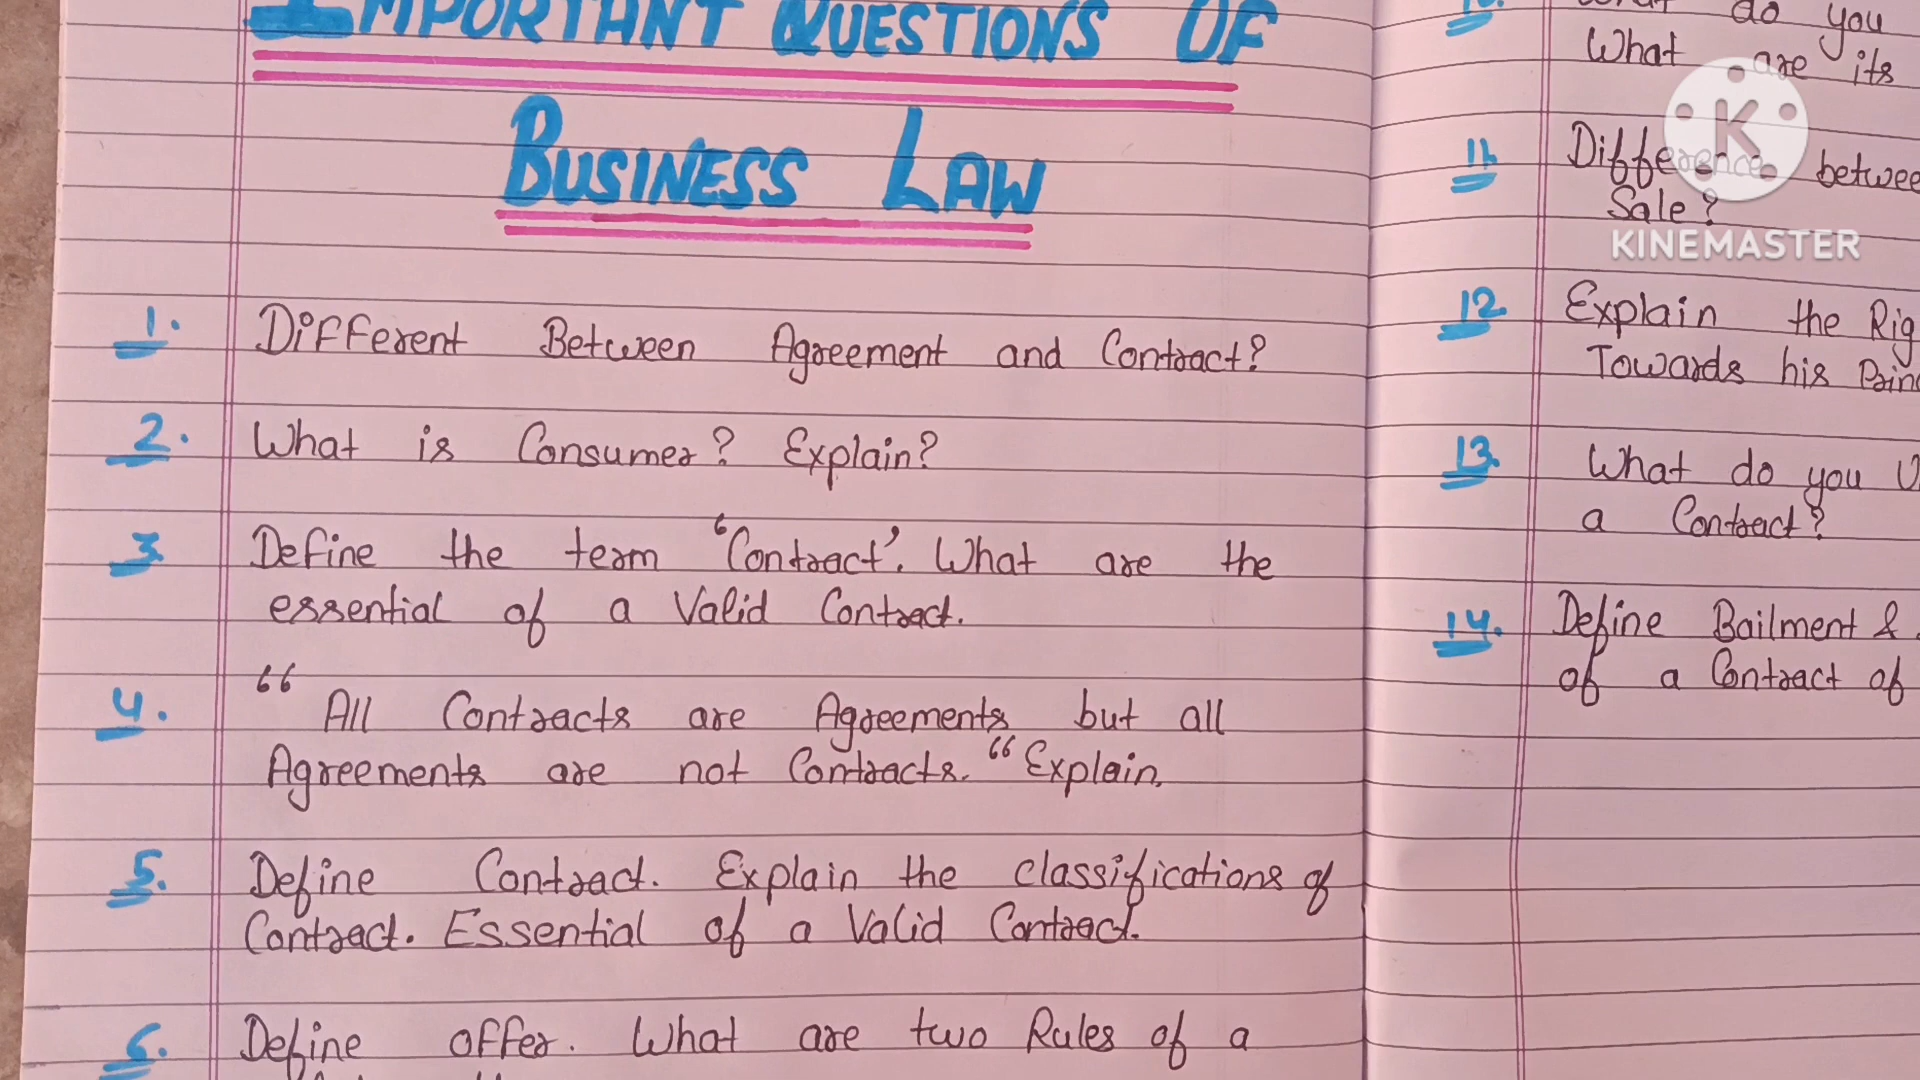 IMPORTANT QUESTIONS OF
BUSINESS LAW
1. Different Between Agreement and Contract?
2. What is Consumer? Explain?
3. Define the term ‘Contract’. What are the
essential of a Valid Contract.
4. “ All Contracts are Agreements but all
Agreements are not Contracts. “ Explain.
5. Define Contract. Explain the classifications of
Contract. Essential of a Valid Contract.
6. Define offer. What are two Rules of a
do you
What are its
11. Difference between
Sale?
12. Explain the
Towards his
13. What do you
a Contract?
14. Define Bailment &
of a Contract of
KINEMASTER